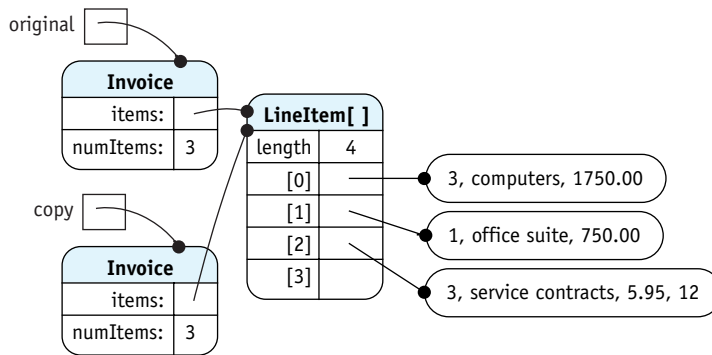 original
Invoice
items:
numItems: 3
LineItem[ ]
length 4
[0]
[1]
[2]
[3]
3, computers, 1750.00
1, office suite, 750.00
3, service contracts, 5.95, 12
copy
Invoice
items:
numItems: 3